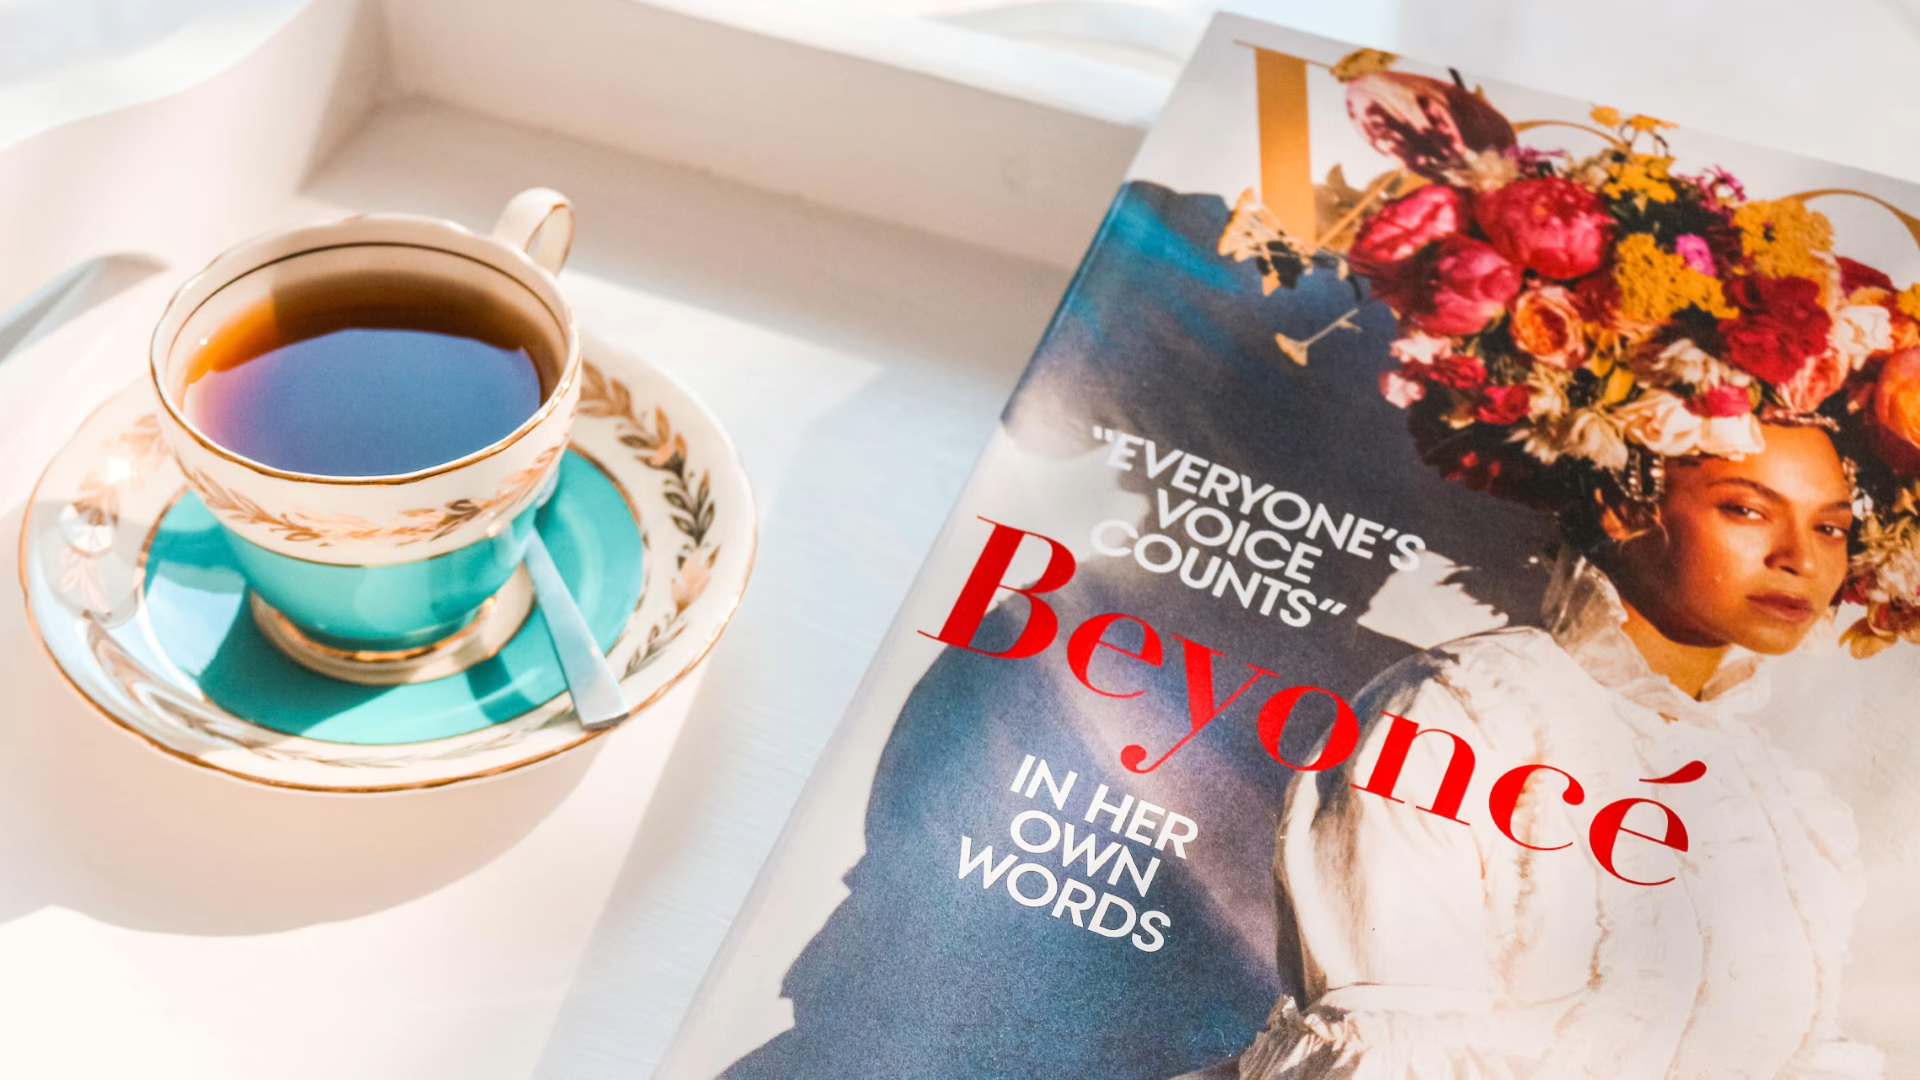 "EVERYONE'S
VOICE
COUNTS"
Beyoncé
IN HER
OWN
WORDS